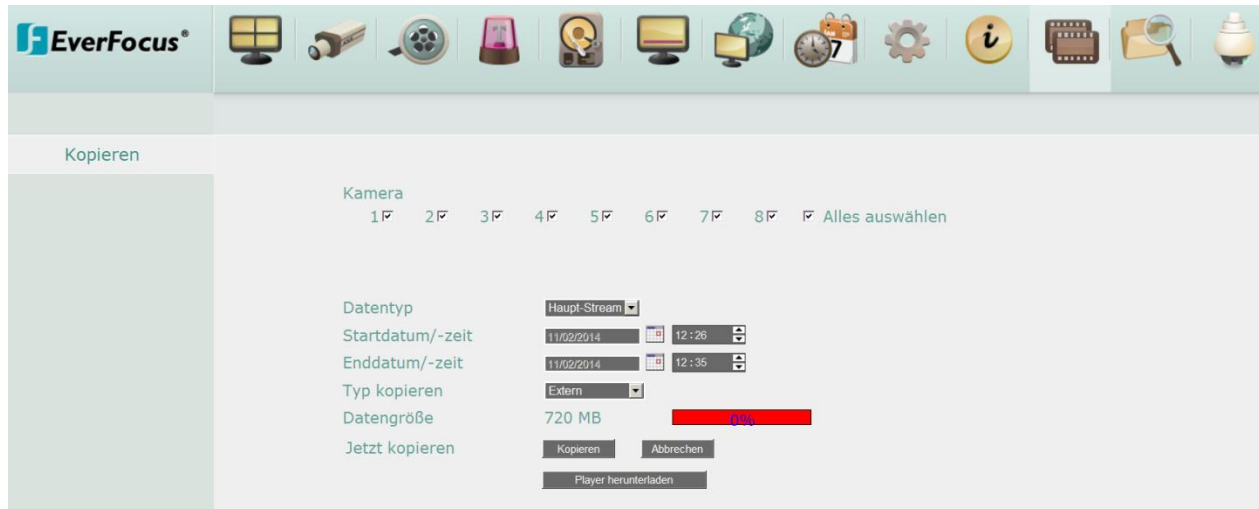 EverFocus®
7
i
Kopieren
Kamera
1 2 3 4 5 6 7 8 Alles auswählen
Datentyp Haupt-Stream
Startdatum/-zeit 11/02/2014 12:26
Enddatum/-zeit 11/02/2014 12:35
Typ kopieren Extern
Datengröße 720 MB 0%
Jetzt kopieren Kopieren Abbrechen
Player herunterladen